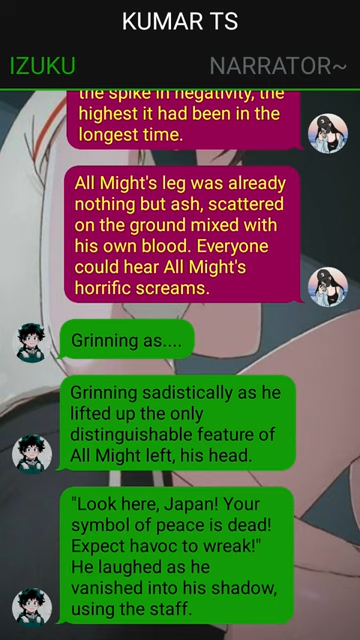 KUMAR TS
IZUKU
NARRATOR~
the spike in negativity, the
highest it had been in the
longest time.
All Might's leg was already
nothing but ash, scattered
on the ground mixed with
his own blood. Everyone
could hear All Might's
horrific screams.
Grinning as....
Grinning sadistically as he
lifted up the only
distinguishable feature of
All Might left, his head.
"Look here, Japan! Your
symbol of peace is dead!
Expect havoc to wreak!"
He laughed as he
vanished into his shadow,
using the staff.